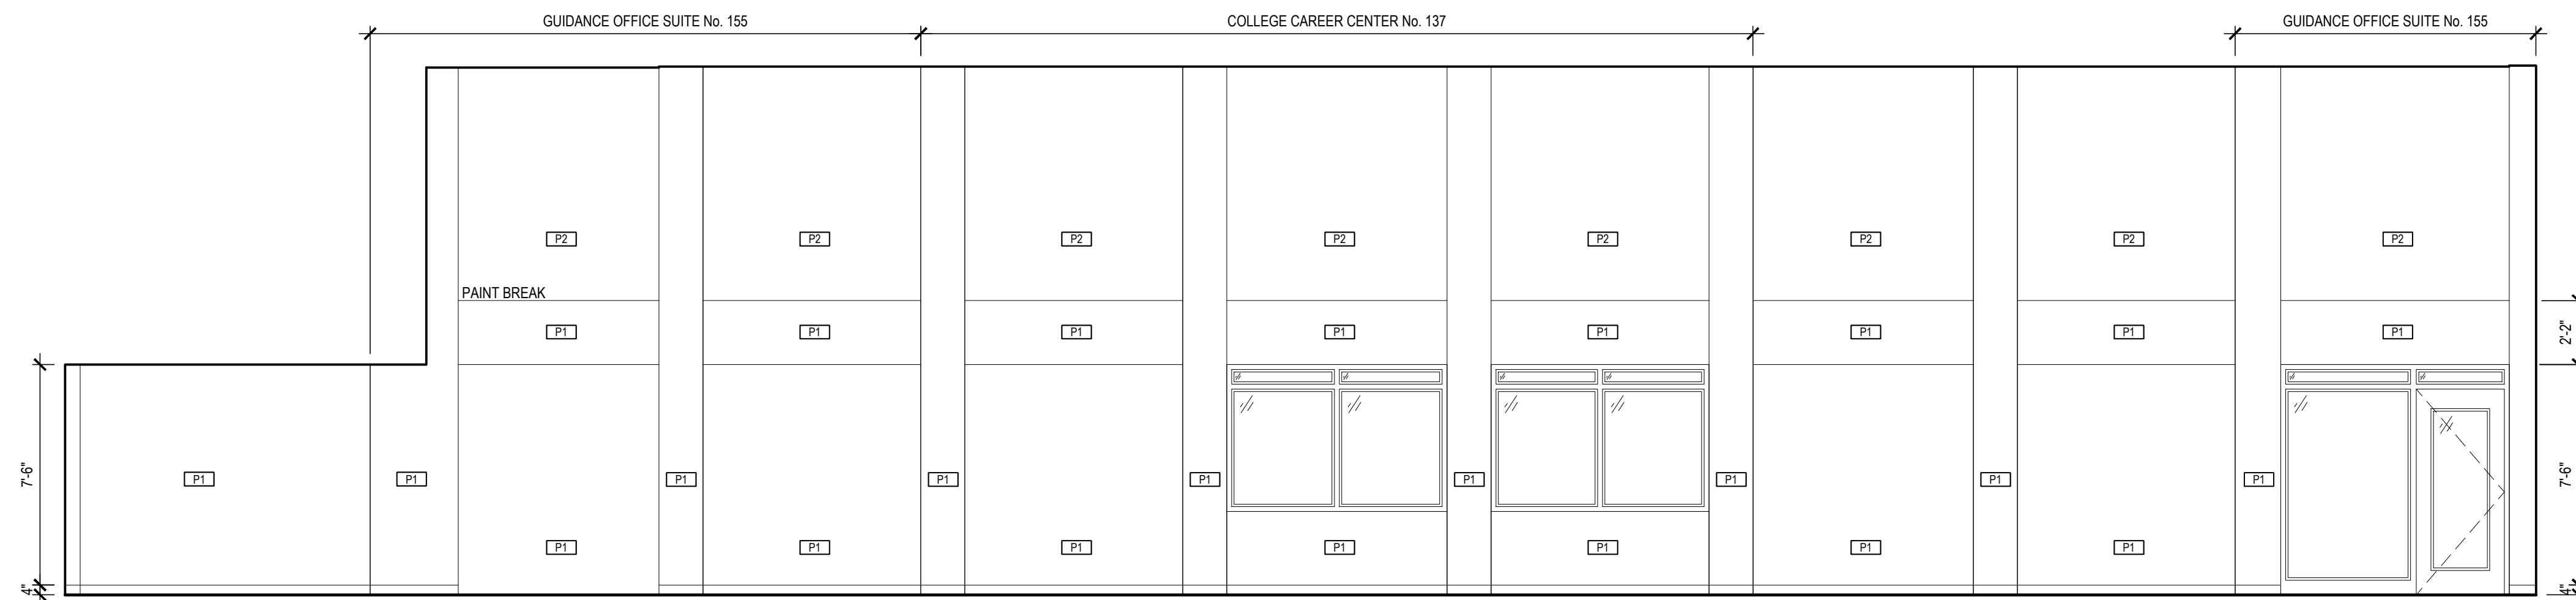 GUIDANCE OFFICE SUITE No. 155
COLLEGE CAREER CENTER No. 137
GUIDANCE OFFICE SUITE No. 155
P2
P2
P2
P2
P2
P2
P2
P2
PAINT BREAK
P1
P1
P1
P1
P1
P1
P1
P1
2'-2"
7'-6"
P1
P1
P1
P1
P1
P1
P1
P1
P1
7'-6"
P1
P1
P1
P1
P1
P1
P1
4"
4"